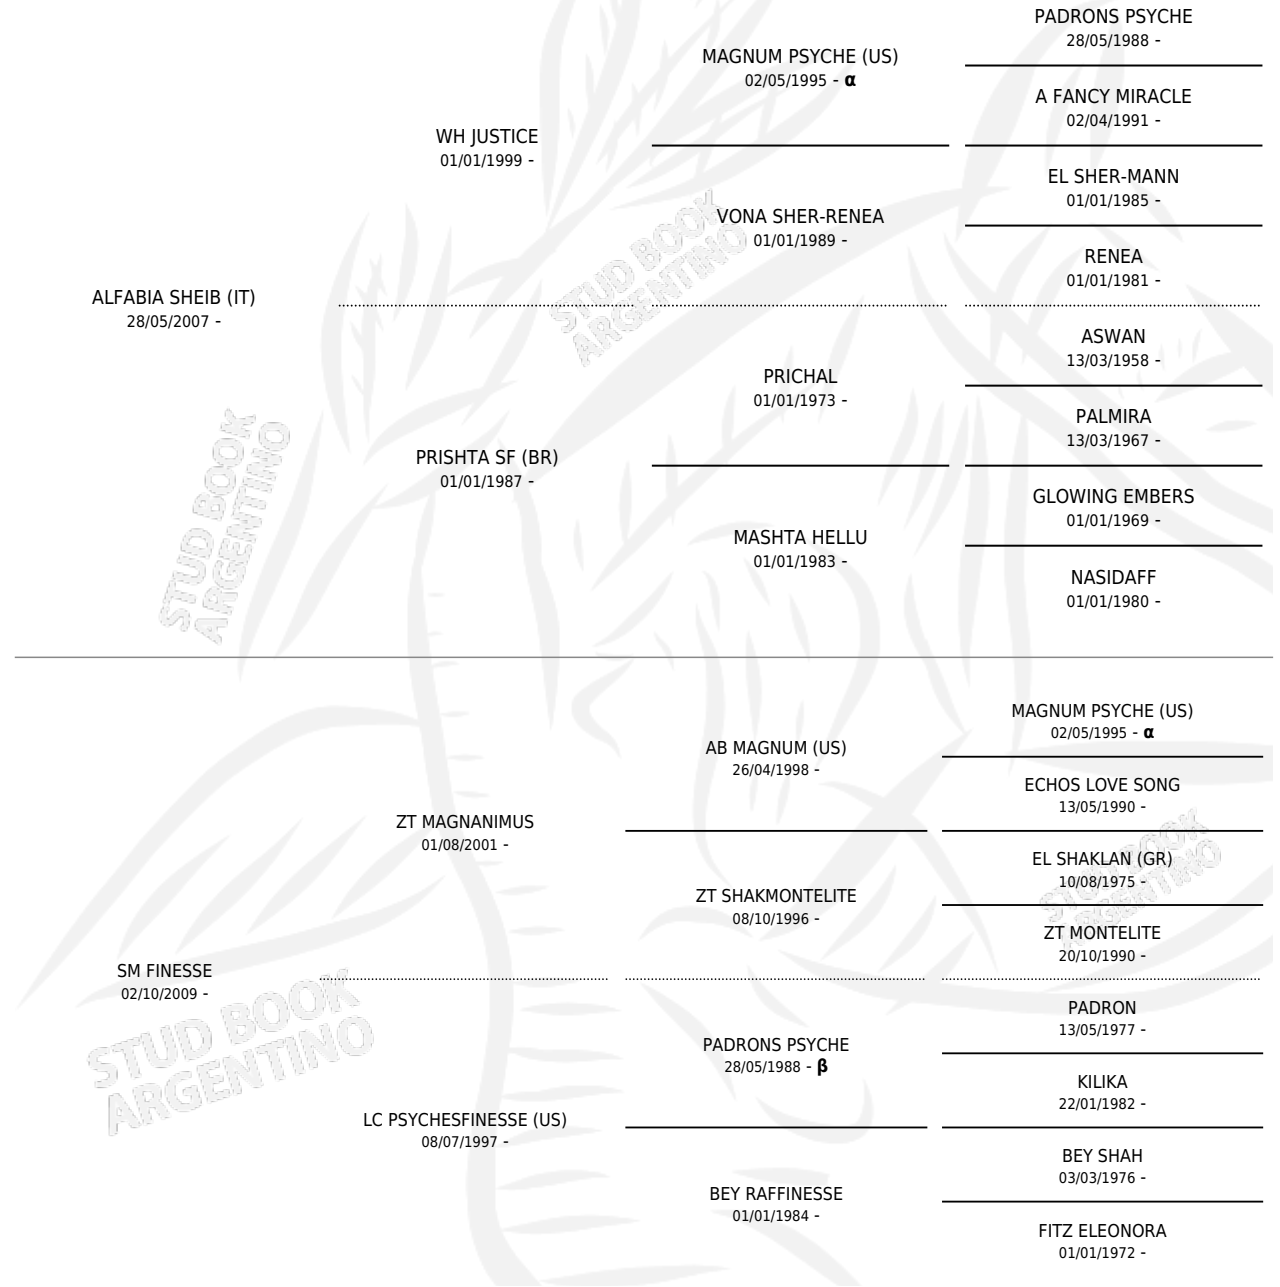 PADRONS PSYCHE
28/05/1988 -
MAGNUM PSYCHE (US)
02/05/1995 - α
A FANCY MIRACLE
02/04/1991 -
WH JUSTICE
01/01/1999 -
EL SHER-MANN
01/01/1985 -
VONA SHER-RENEA
01/01/1989 -
RENEA
01/01/1981 -
ALFABIA SHEIB (IT)
28/05/2007 -
STUD BOOK
ARGENTINO
ASWAN
13/03/1958 -
PRICHAL
01/01/1973 -
PALMIRA
13/03/1967 -
PRISHTA SF (BR)
01/01/1987 -
GLOWING EMBERS
01/01/1969 -
MASHTA HELLU
01/01/1983 -
NASIDAFF
01/01/1980 -
STUD BOOK
ARGENTINO
MAGNUM PSYCHE (US)
02/05/1995 - α
AB MAGNUM (US)
26/04/1998 -
ECHOS LOVE SONG
13/05/1990 -
ZT MAGNANIMUS
01/08/2001 -
EL SHAKLAN (GR)
10/08/1975 -
ZT SHAKMONTELITE
08/10/1996 -
ZT MONTELITE
20/10/1990 -
STUD BOOK
ARGENTINO
SM FINESSE
02/10/2009 -
STUD BOOK
ARGENTINO
PADRON
13/05/1977 -
PADRONS PSYCHE
28/05/1988 - β
KILIKA
22/01/1982 -
LC PSYCHESFINESSE (US)
08/07/1997 -
BEY SHAH
03/03/1976 -
BEY RAFFINESSE
01/01/1984 -
FITZ ELEONORA
01/01/1972 -